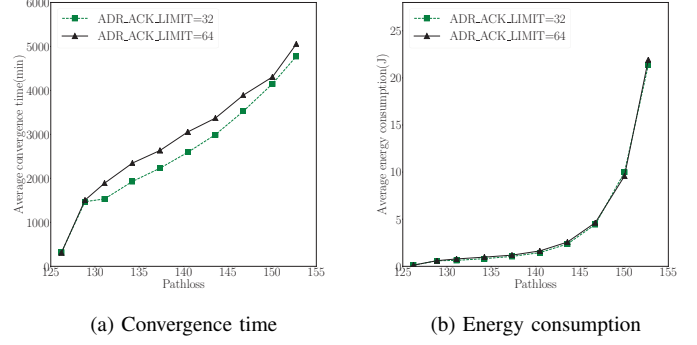 6000
5000
4000
3000
2000
1000
0
125 130 135 140 145 150 155
Pathloss
Average convergence time(min)
ADR_ACK_LIMIT=32
ADR_ACK_LIMIT=64
(a) Convergence time
25
20
15
10
5
0
125 130 135 140 145 150 155
Pathloss
Average energy consumption(J)
ADR_ACK_LIMIT=32
ADR_ACK_LIMIT=64
(b) Energy consumption